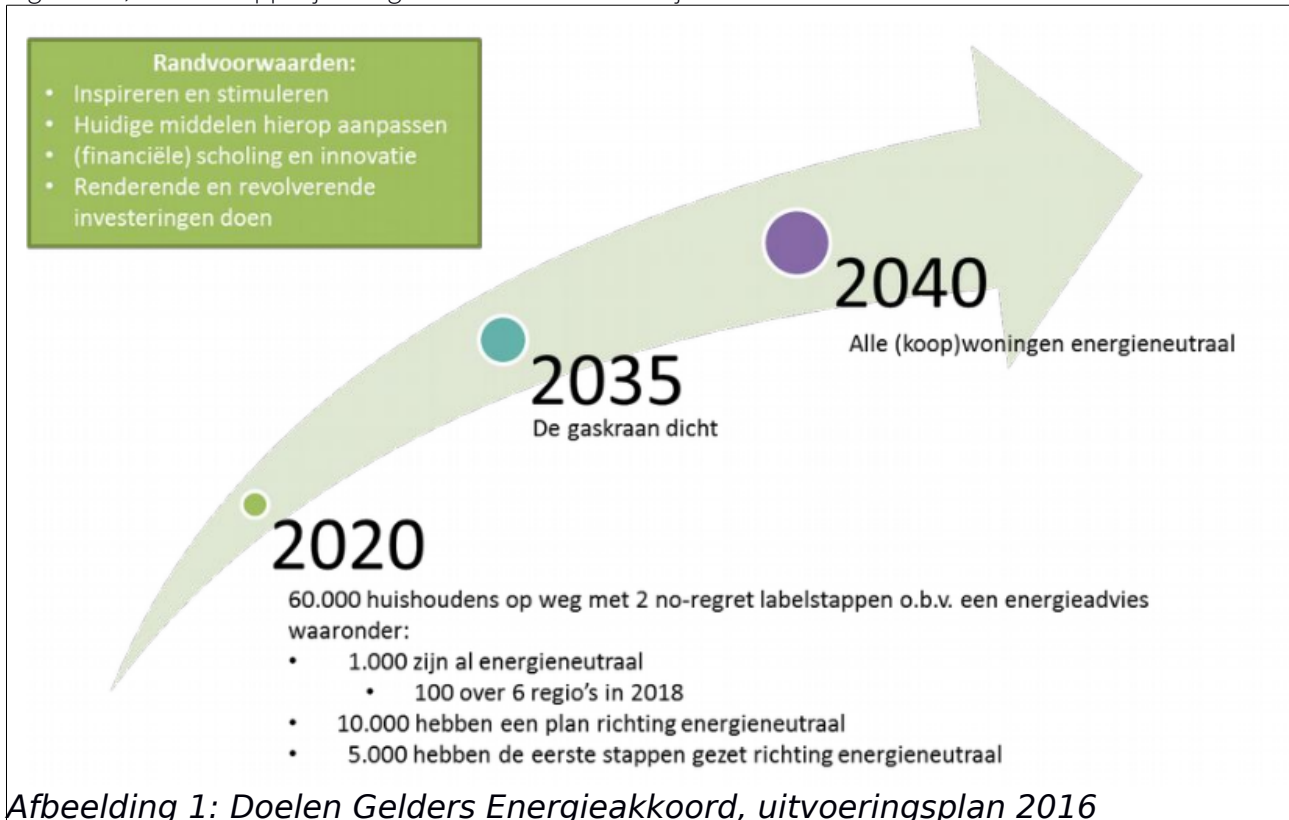 Randvoorwaarden:
• Inspireren en stimuleren
• Huidige middelen hierop aanpassen
• (financiële) scholing en innovatie
• Renderende en revolverende
investeringen doen
2040
Alle (koop)woningen energieneutraal
2035
De gaskraan dicht
2020
60.000 huishoudens op weg met 2 no-regret labelstappen o.b.v. een energieadvies
waaronder:
• 1.000 zijn al energieneutraal
• 100 over 6 regio's in 2018
• 10.000 hebben een plan richting energieneutraal
• 5.000 hebben de eerste stappen gezet richting energieneutraal
Afbeelding 1: Doelen Gelders Energieakkoord, uitvoeringsplan 2016